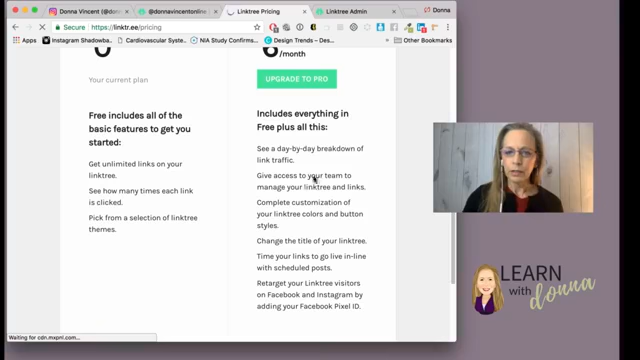 Donna Vincent (@donn
@donnavincentonline
Linktree Pricing
Linktree Admin
Donna
Secure
https://linktr.ee/pricing
Apps
Instagram Shadowba
Cardiovascular System
NIA Study Confirmatio
Design Trends – Des
Other Bookmarks
/month
Your current plan
UPGRADE TO PRO
Free includes all of the
basic features to get you
started:
Get unlimited links on your
linktree.
See how many times each link
is clicked.
Pick from a selection of linktree
themes.
Includes everything in
Free plus all this:
See a day-by-day breakdown of
link traffic.
Give access to your team to
manage your linktree and links.
Complete customization of
your linktree colors and button
styles.
Change the title of your linktree.
Time your links to go live in-line
with scheduled posts.
Retarget your Linktree visitors
on Facebook and Instagram by
adding your Facebook Pixel ID.
Waiting for cdn.mxpnl.com...
LEARN
with donna